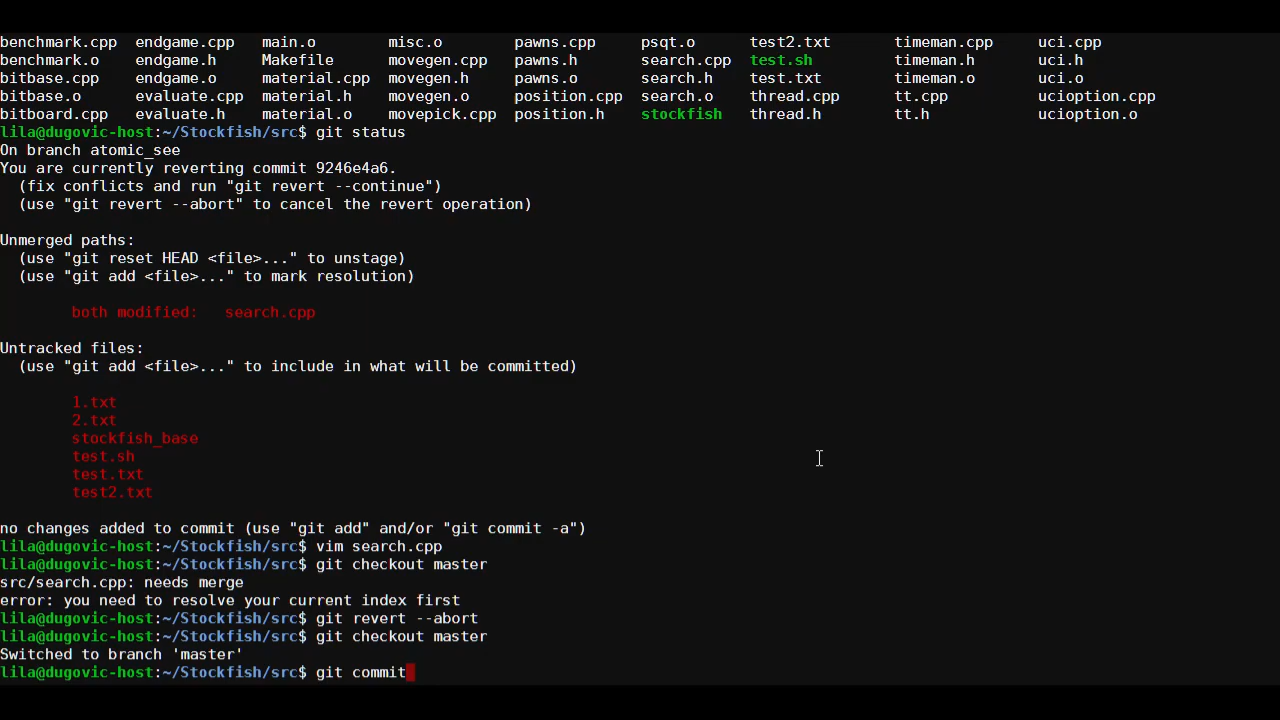 benchmark.cpp endgame.cpp main.o misc.o pawns.cpp psqt.o test2.txt timeman.cpp uci.cpp
benchmark.o endgame.h Makefile movegen.cpp pawns.h search.cpp test.sh timeman.h uci.h
bitbase.cpp endgame.o material.cpp movegen.h pawns.o search.h test.txt timeman.o uci.o
bitbase.o evaluate.cpp material.h movegen.o position.cpp search.o thread.cpp tt.cpp ucioption.cpp
bitboard.cpp evaluate.h material.o movepick.cpp position.h stockfish thread.h tt.h ucioption.o
lila@dugovic-host:~/Stockfish/src$ git status
On branch atomic_see
You are currently reverting commit 9246e4a6.
(fix conflicts and run "git revert --continue")
(use "git revert --abort" to cancel the revert operation)
Unmerged paths:
(use "git reset HEAD <file>..." to unstage)
(use "git add <file>..." to mark resolution)
both modified: search.cpp
Untracked files:
(use "git add <file>..." to include in what will be committed)
1.txt
2.txt
stockfish_base
test.sh
test.txt
test2.txt
no changes added to commit (use "git add" and/or "git commit -a")
lila@dugovic-host:~/Stockfish/src$ vim search.cpp
lila@dugovic-host:~/Stockfish/src$ git checkout master
src/search.cpp: needs merge
error: you need to resolve your current index first
lila@dugovic-host:~/Stockfish/src$ git revert --abort
lila@dugovic-host:~/Stockfish/src$ git checkout master
Switched to branch 'master'
lila@dugovic-host:~/Stockfish/src$ git commit